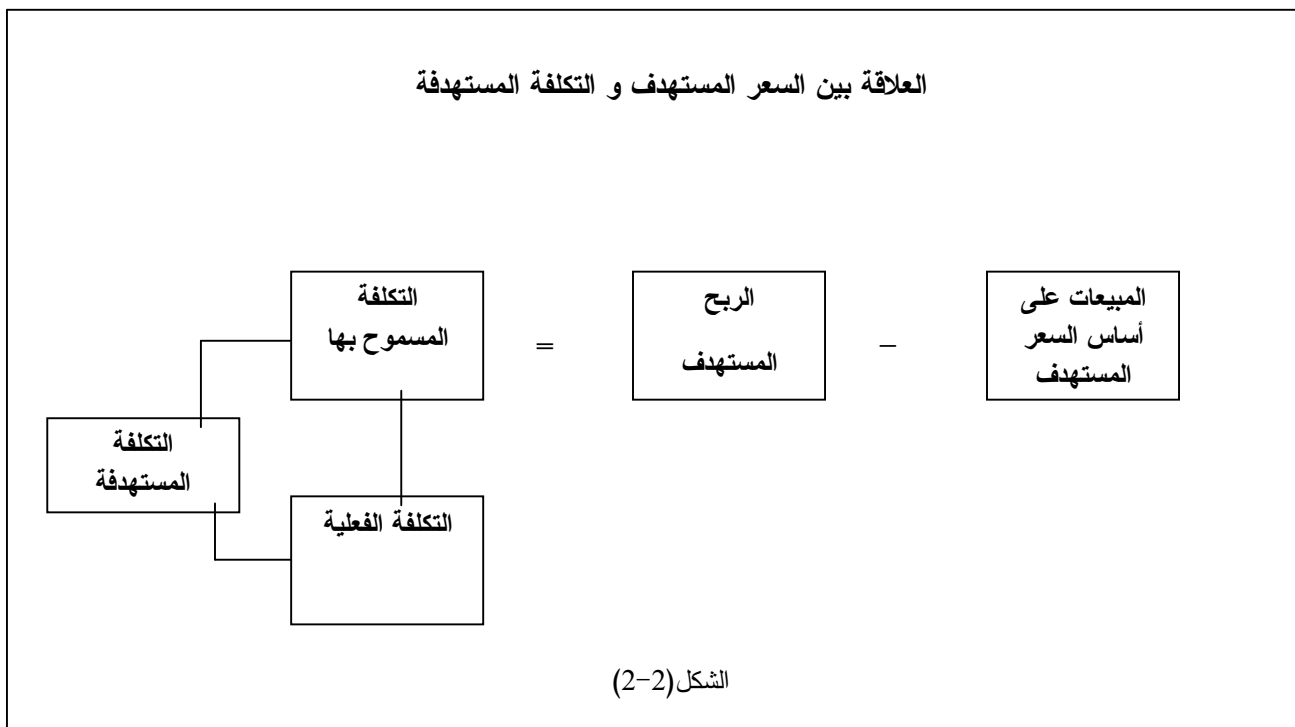 العلاقة بين السعر المستهدف و التكلفة المستهدفة
المبيعات على
أساس السعر
المستهدف
–
الربح
المستهدف
=
التكلفة
المسموح بها
التكلفة
المستهدفة
التكلفة الفعلية
الشكل(2-2)